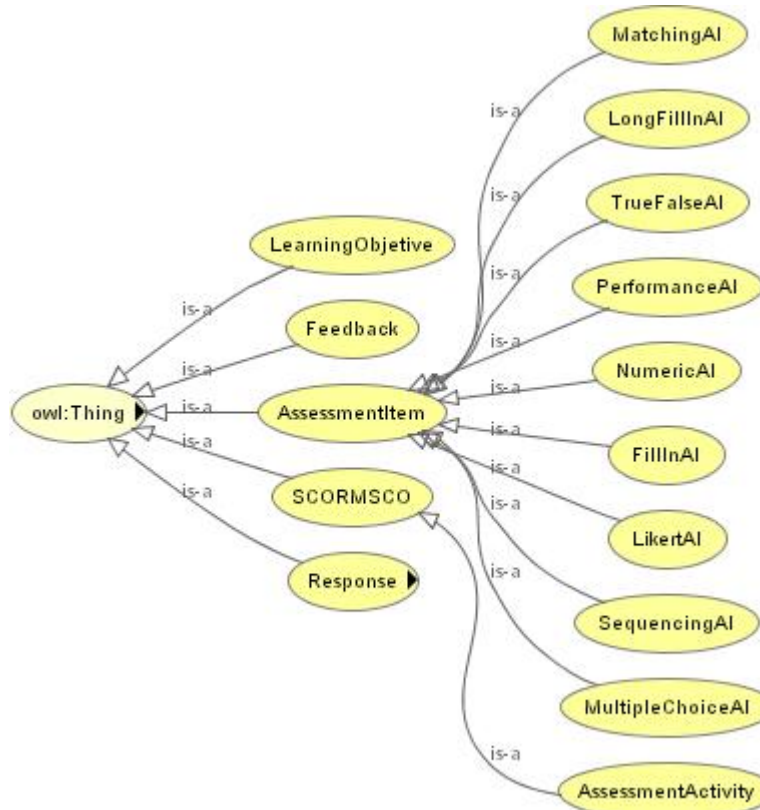 owl:Thing
is-a
is-a
is-a
is-a
is-a
LearningObjetive
Feedback
AssessmentItem
SCORMSCO
Response
is-a
is-a
is-a
is-a
is-a
is-a
is-a
is-a
is-a
is-a
MatchingAI
LongFillInAI
TrueFalseAI
PerformanceAI
NumericAI
FillInAI
LikertAI
SequencingAI
MultipleChoiceAI
AssessmentActivity